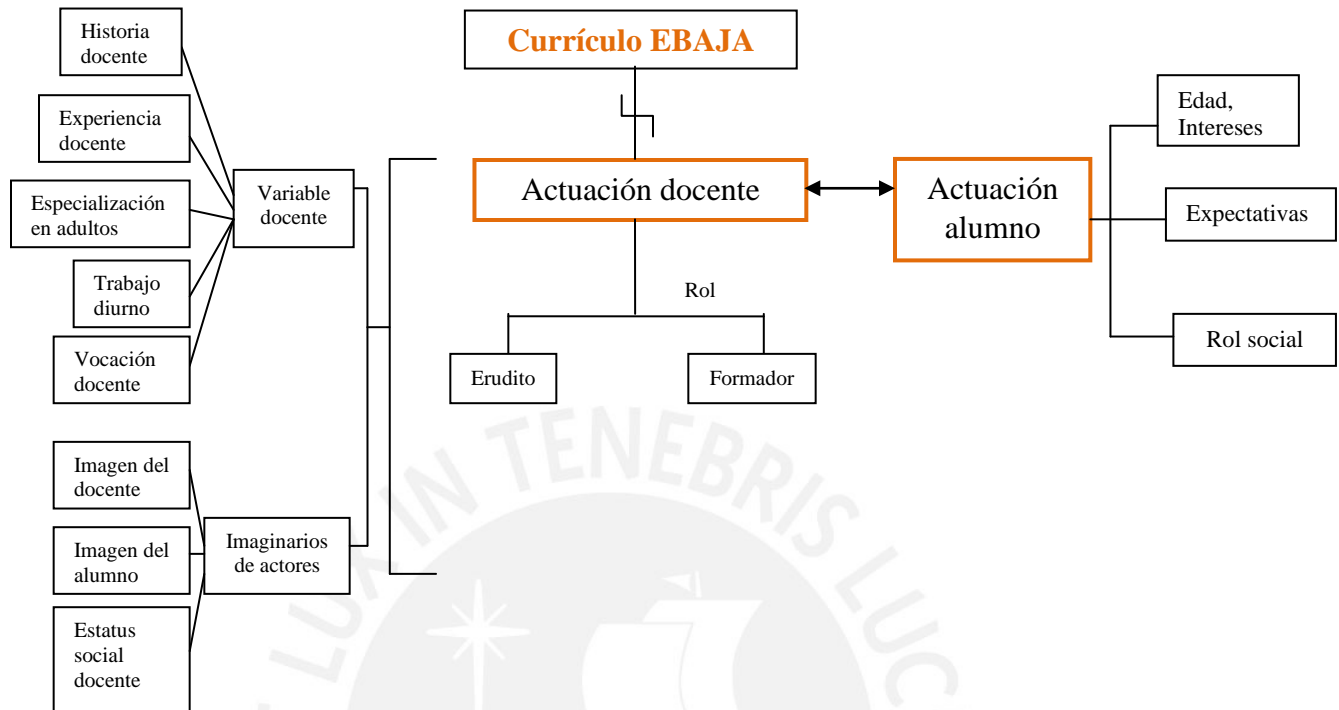 Currículo EBAJA
Historia
docente
Experiencia
docente
Especialización
en adultos
Trabajo
diurno
Vocación
docente
Variable
docente
Imagen del
docente
Imagen del
alumno
Estatus
social
docente
Imaginarios
de actores
Actuación docente
Rol
Erudito
Formador
Actuación
alumno
Edad,
Intereses
Expectativas
Rol social
LUX IN TENEBRIS LUC